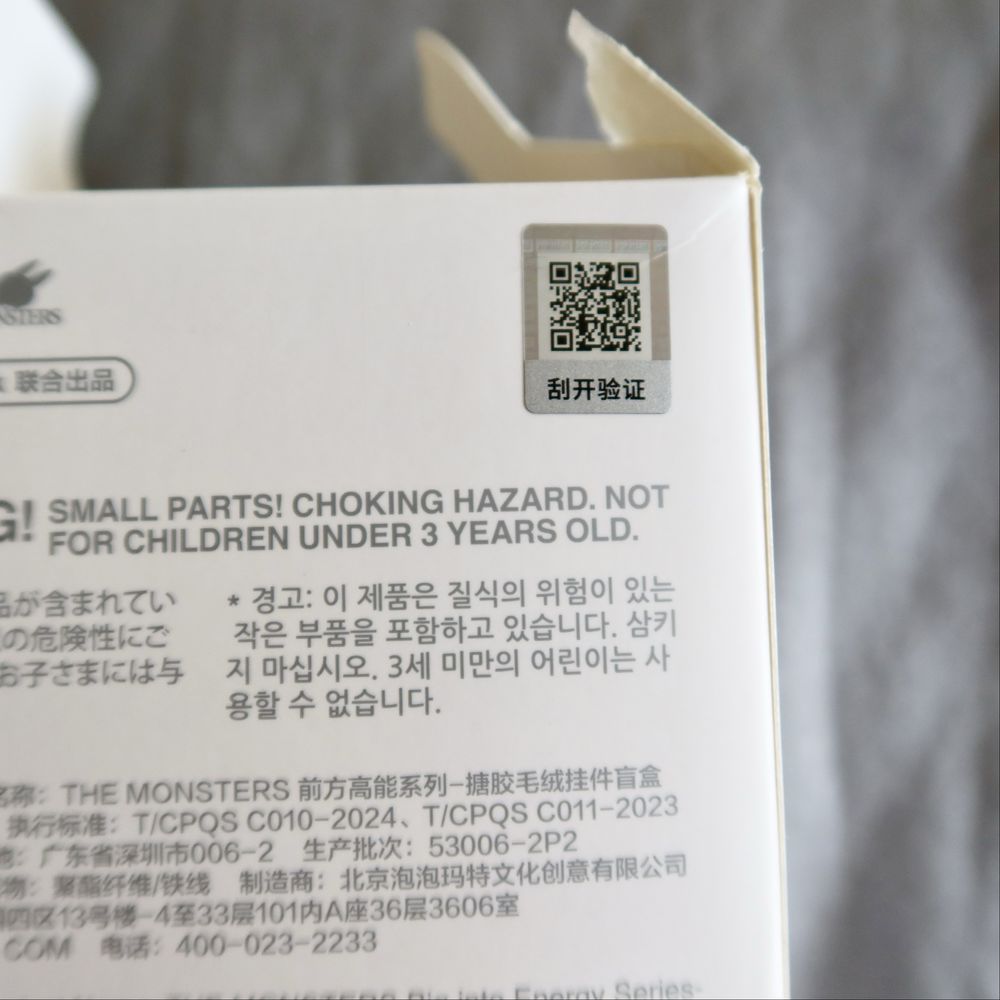 联合出品
刮开验证
SMALL PARTS! CHOKING HAZARD. NOT
FOR CHILDREN UNDER 3 YEARS OLD.
品が含まれてい
の危険性にご
お子さまには与
* 경고: 이 제품은 질식의 위험이 있는
작은 부품을 포함하고 있습니다. 삼키
지 마십시오. 3세 미만의 어린이는 사
용할 수 없습니다.
名称: THE MONSTERS 前方高能系列-搪胶毛绒挂件盲盒
执行标准: T/CPQS C010-2024、T/CPQS C011-2023
广东省深圳市006-2 生产批次: 53006-2P2
聚酯纤维/铁线 制造商: 北京泡泡玛特文化创意有限公司
四区13号楼-4至33层101内A座36层3606室
COM 电话: 400-023-2233
THE MONSTERS Big into Energy Series-